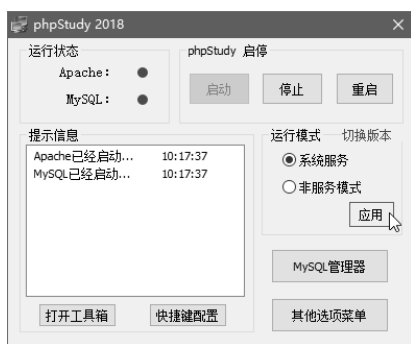 phpStudy 2018
运行状态
Apache:
MySQL:
phpStudy 启停
启动
停止
重启
提示信息
Apache已经启动... 10:17:37
MySQL已经启动... 10:17:37
运行模式 切换版本
系统服务
非服务模式
应用
MySQL管理器
打开工具箱
快捷键配置
其他选项菜单